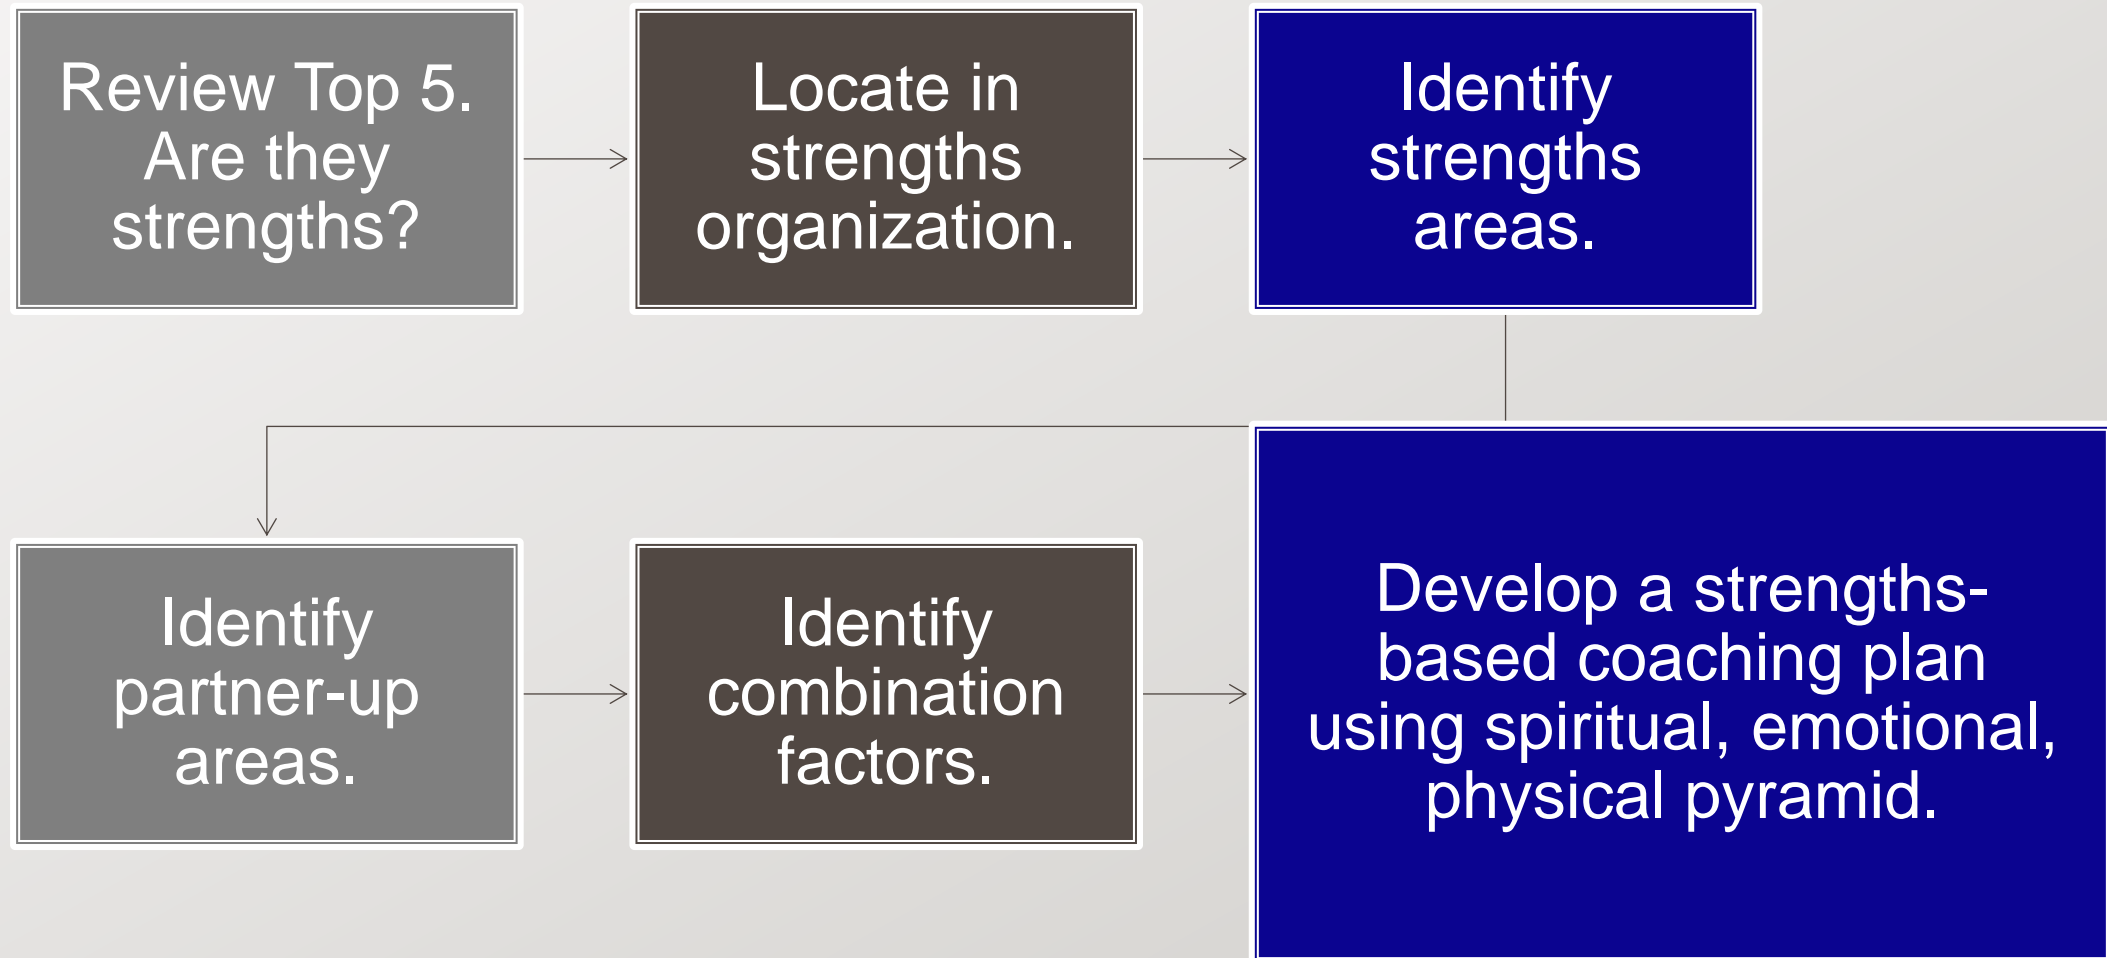 Review Top 5.
Are they
strengths?
Locate in
strengths
organization.
Identify
strengths
areas.
Identify
partner-up
areas.
Identify
combination
factors.
Develop a strengths-
based coaching plan
using spiritual, emotional,
physical pyramid.